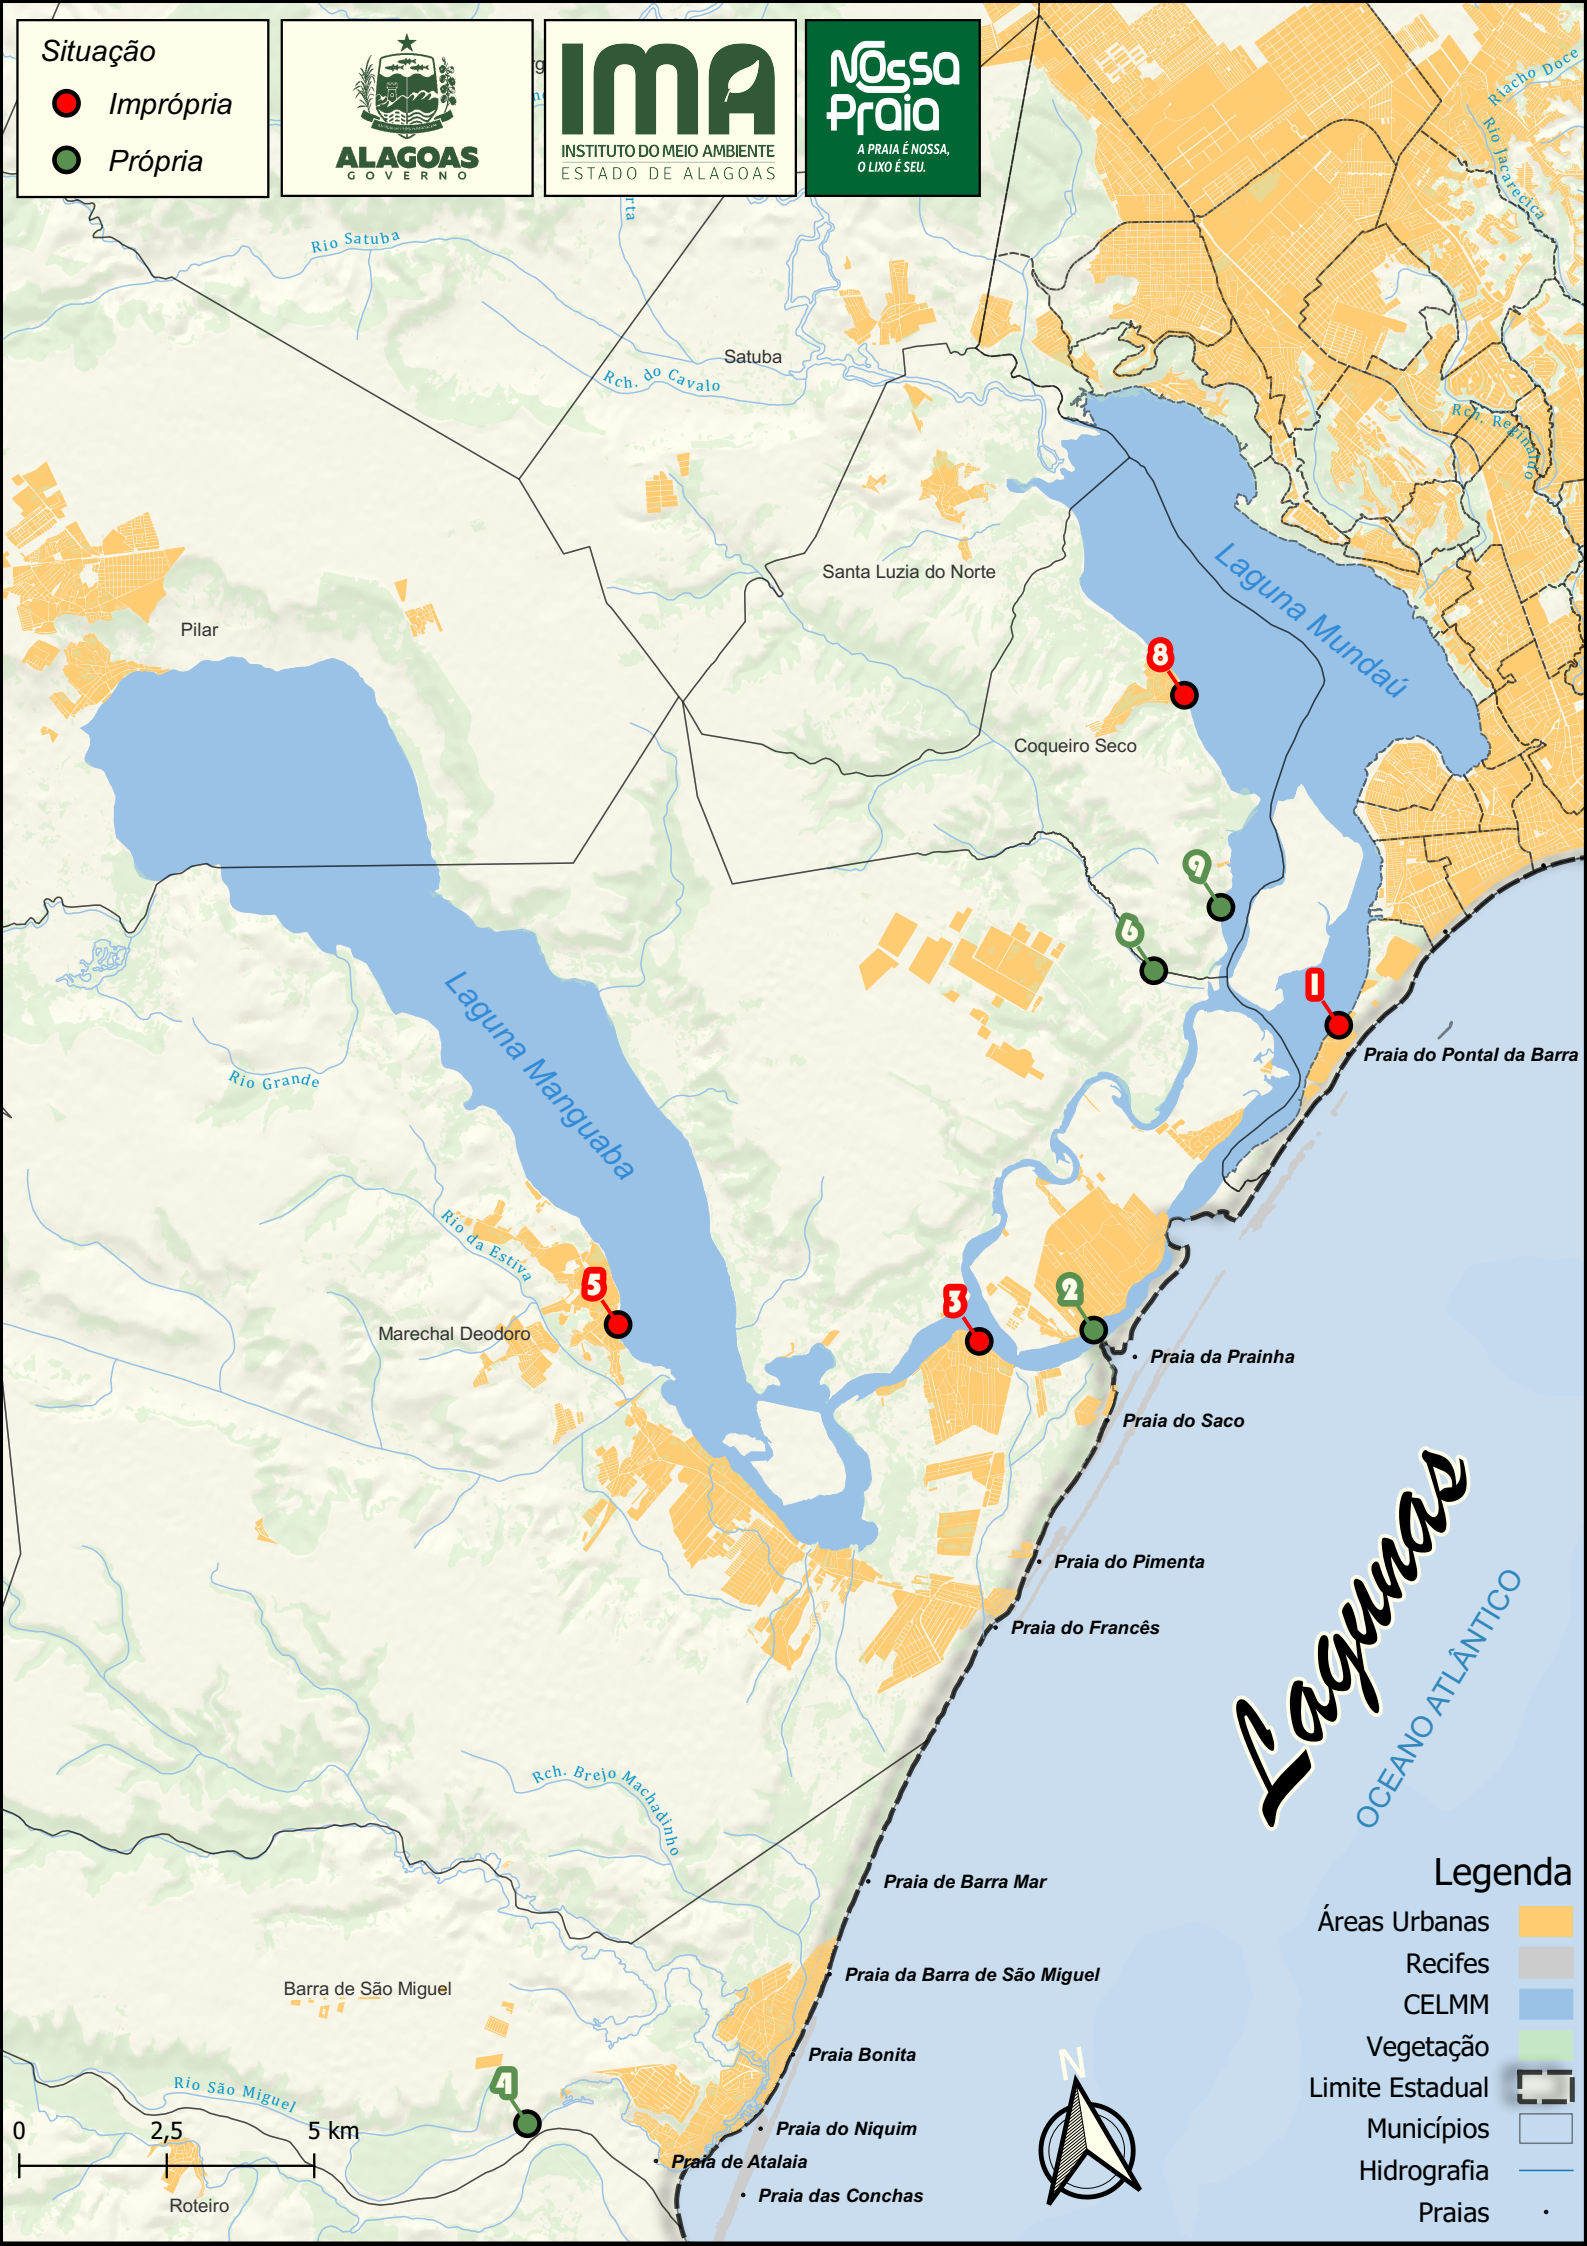 Situação
Imprópria
Própria
ALAGOAS
GOVERNO
IMA
INSTITUTO DO MEIO AMBIENTE
ESTADO DE ALAGOAS
Nossa
Praia
A PRAIA É NOSSA,
O LIXO É SEU.
Riacho Doce
Rio Jacarecica
Rio Satuba
Satuba
Rch. do Cavalo
Rch. Reginaldo
Santa Luzia do Norte
Laguna Mundaú
Pilar
8
Coqueiro Seco
9
6
1
Laguna Manguaba
Praia do Pontal da Barra
Rio Grande
Rio da Estiva
5
3
2
Marechal Deodoro
Praia da Prainha
Praia do Saco
Lagunas
Praia do Pimenta
OCEANO ATLÂNTICO
Praia do Francês
Rch. Brejo Machadinho
Praia de Barra Mar
Legenda
Áreas Urbanas
Recifes
CELMM
Vegetação
Limite Estadual
Municípios
Hidrografia
Praias
Praia da Barra de São Miguel
Barra de São Miguel
Praia Bonita
N
4
Rio São Miguel
0 2,5 5 km
Praia do Niquim
Praia de Atalaia
Praia das Conchas
Roteiro